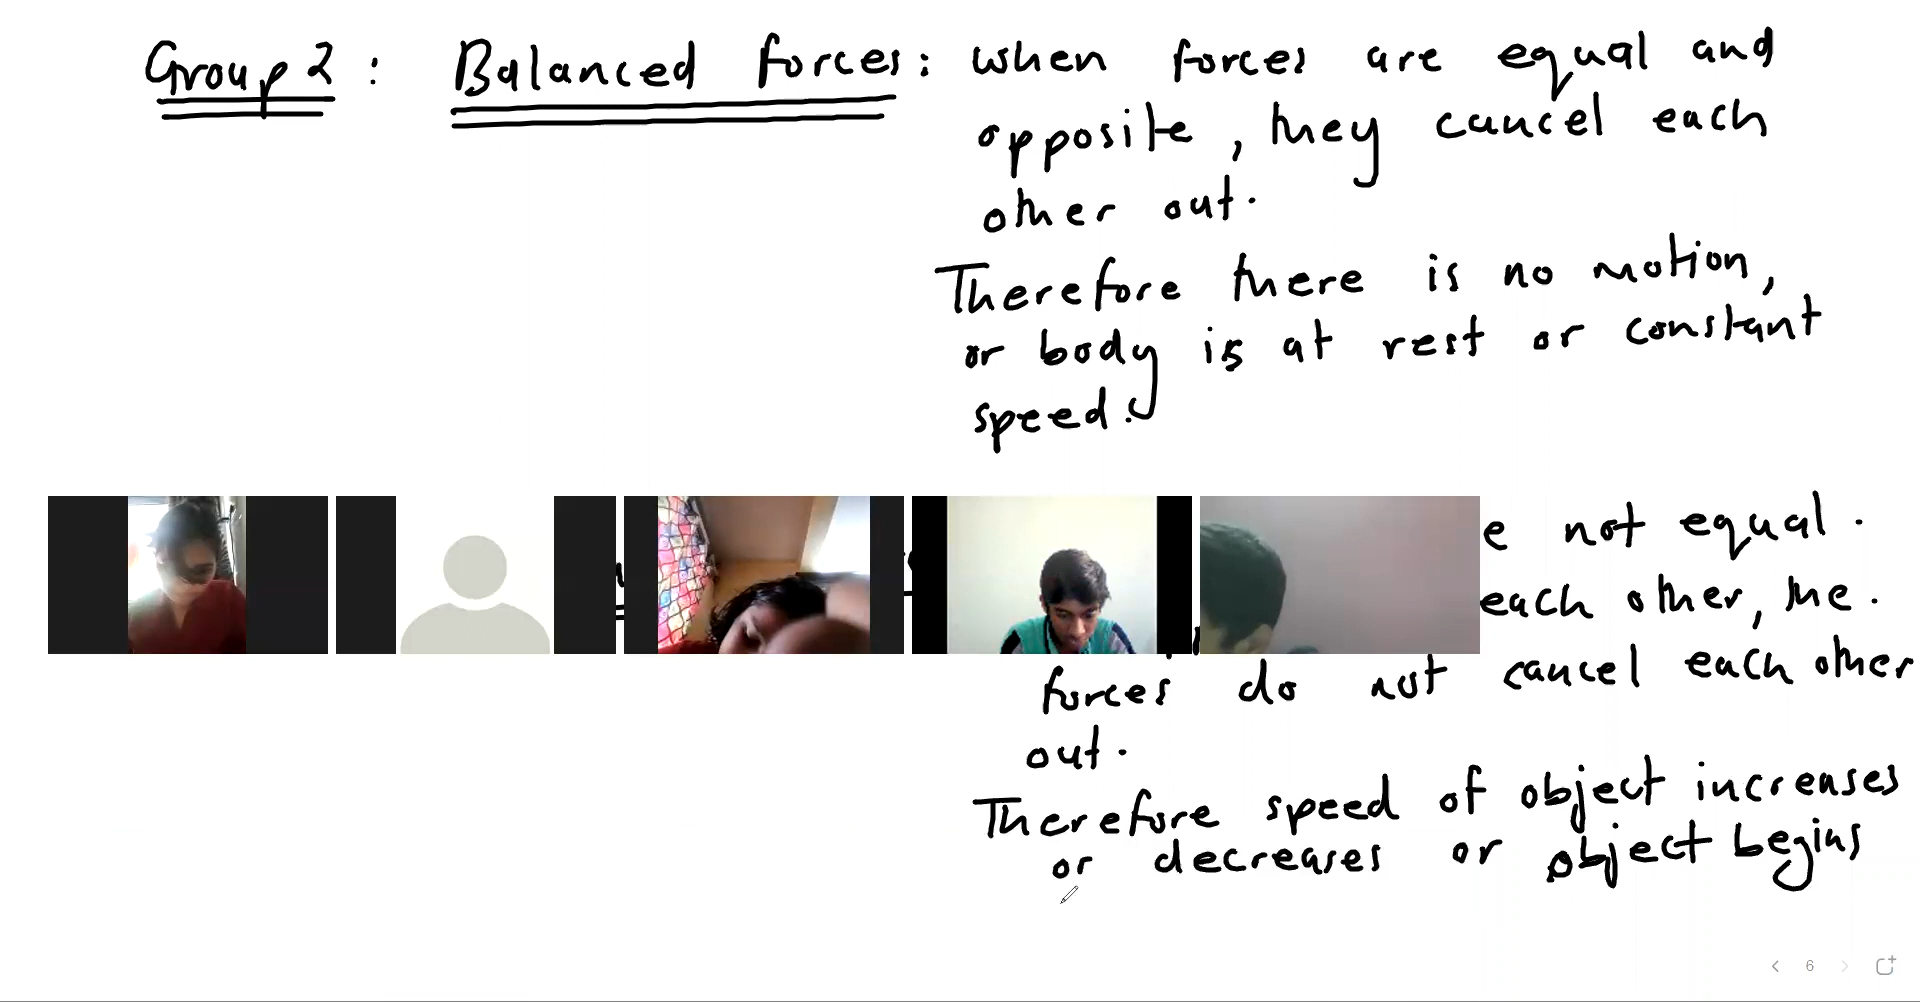 Group 2 : Balanced forces : when forces are equal and
opposite, they cancel each
other out.
Therefore there is no motion,
or body is at rest or constant
speed.
not equal.
each other, the.
forces do not cancel each other
out.
Therefore speed of object increases
or decreases or object begins
6